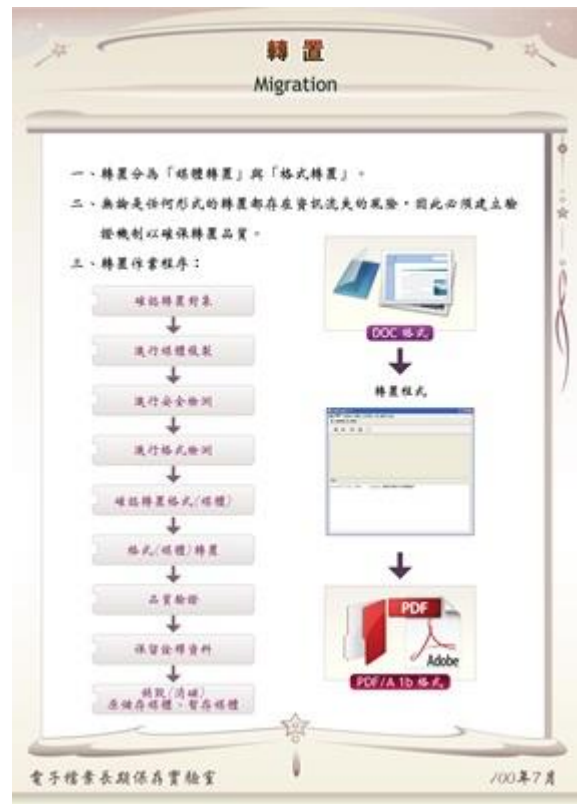 轉置
Migration
一、轉置分為「媒體轉置」與「格式轉置」。
二、無論是任何形式的轉置都存在資訊流失的風險，因此必須建立驗
證機制以確保轉置品質。
三、轉置作業程序：
確認轉置對象
進行媒體複製
進行安全檢測
進行格式檢測
確認轉置格式(媒體)
格式(媒體)轉置
品質驗證
保留詮釋資料
銷毀(消磁)
原儲存媒體、暫存媒體
DOC 格式
轉置程式
PDF
Adobe
PDF/A 1b 格式
電子檔案長期保存實驗室
100年7月